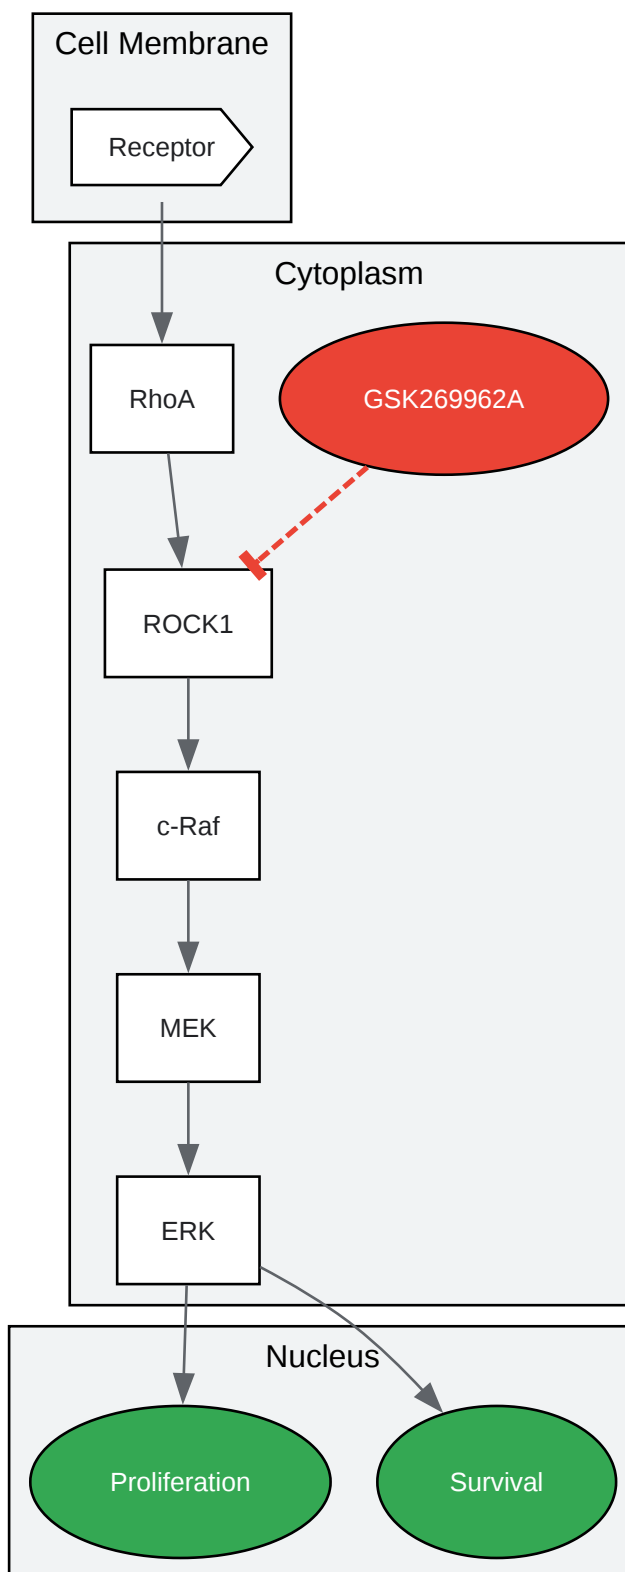 Cell Membrane
Receptor
Cytoplasm
RhoA
GSK269962A
ROCK1
c-Raf
MEK
ERK
Nucleus
Proliferation
Survival